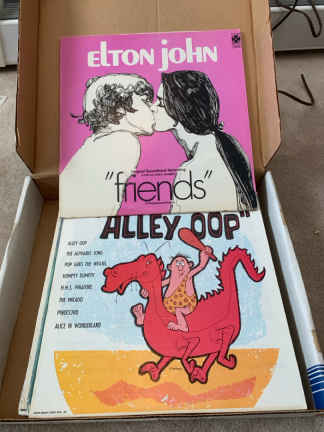 elton john
Original Soundtrack Recording
"friends"
"ALLEY OOP"
ALLEY OOP
THE ALPHABET SONG
POP GOES THE WEASEL
HUMPTY DUMPTY
H.M.S. PINAFORE
THE MIKADO
PINOCCHIO
ALICE IN WONDERLAND